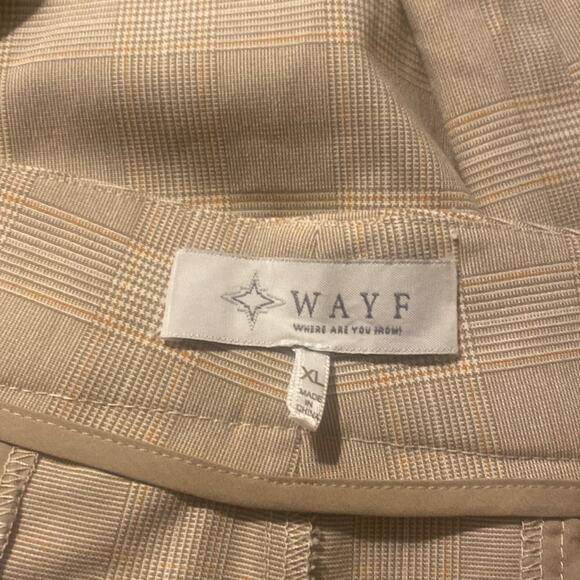 WAYF
WHERE ARE YOU FROM?
XL
MADE
IN
CHINA